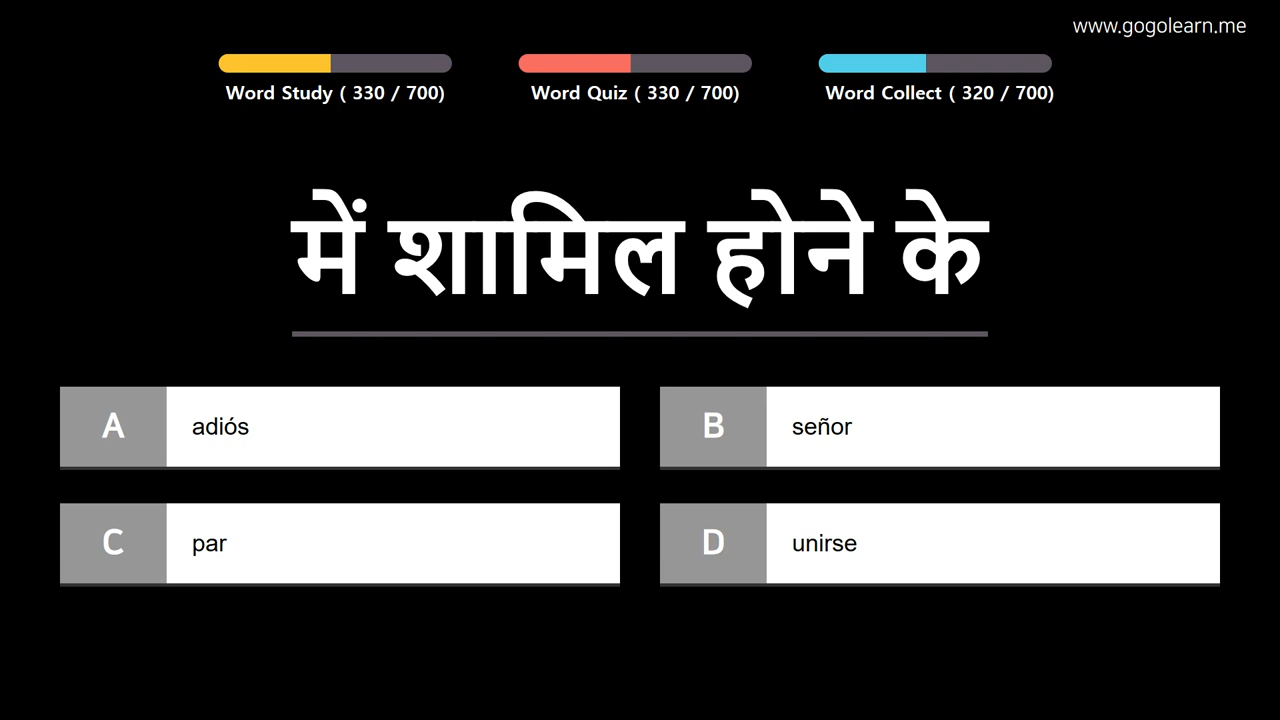 www.gogolearn.me
Word Study ( 330 / 700)
Word Quiz ( 330 / 700)
Word Collect ( 320 / 700)
में शामिल होने के
A
adiós
B
señor
C
par
D
unirse